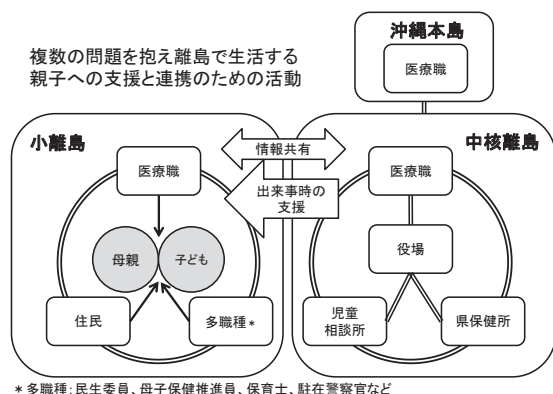 複数の問題を抱え離島で生活する
親子への支援と連携のための活動
沖縄本島
医療職
小離島
情報共有
中核離島
医療職
出来事時の
支援
医療職
母親
子ども
役場
住民
多職種*
児童
相談所
県保健所
* 多職種：民生委員、母子保健推進員、保育士、駐在警察官など